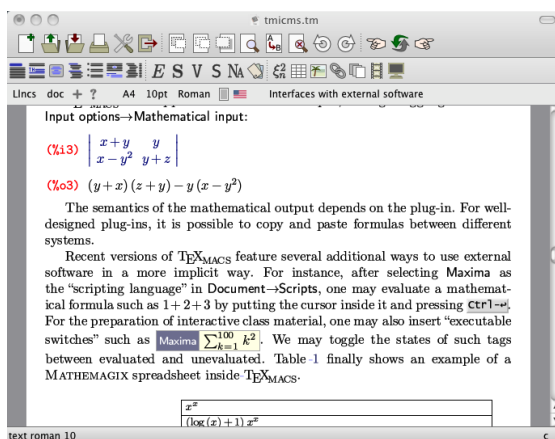 tmicms.tm
E S V S NA
LIncs doc + ? A4 10pt Roman Interfaces with external software
Input options→Mathematical input:
(%i3) | x+y y |
| x−y² y+z |
(%o3) (y+x)(z+y)−y(x−y²)
The semantics of the mathematical output depends on the plug-in. For well-
designed plug-ins, it is possible to copy and paste formulas between different
systems.
Recent versions of TEXMACS feature several additional ways to use external
software in a more implicit way. For instance, after selecting Maxima as
the “scripting language” in Document→Scripts, one may evaluate a mathemat-
ical formula such as 1+2+3 by putting the cursor inside it and pressing Ctrl-↵.
For the preparation of interactive class material, one may also insert “executable
switches” such as Maxima ∑_{k=1}^{100} k². We may toggle the states of such tags
between evaluated and unevaluated. Table 1 finally shows an example of a
MATHEMAGIX spreadsheet inside TEXMACS.
xˣ
(log(x)+1) xˣ
text roman 10 c